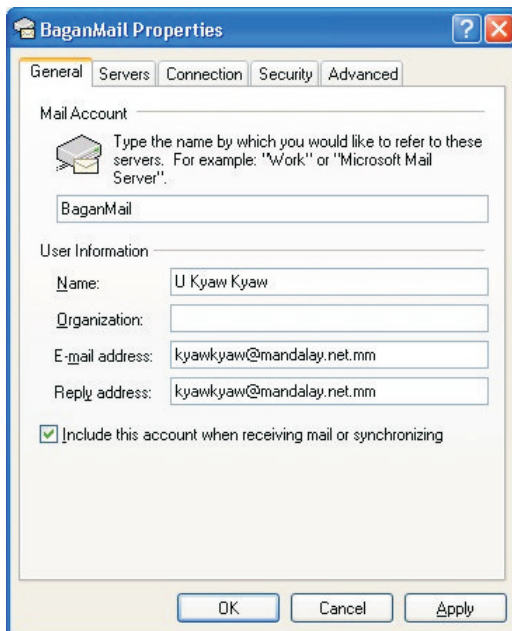 BaganMail Properties
General Servers Connection Security Advanced
Mail Account
Type the name by which you would like to refer to these
servers. For example: "Work" or "Microsoft Mail
Server".
BaganMail
User Information
Name: U Kyaw Kyaw
Organization:
E-mail address: kyawkyaw@mandalay.net.mm
Reply address: kyawkyaw@mandalay.net.mm
Include this account when receiving mail or synchronizing
OK Cancel Apply